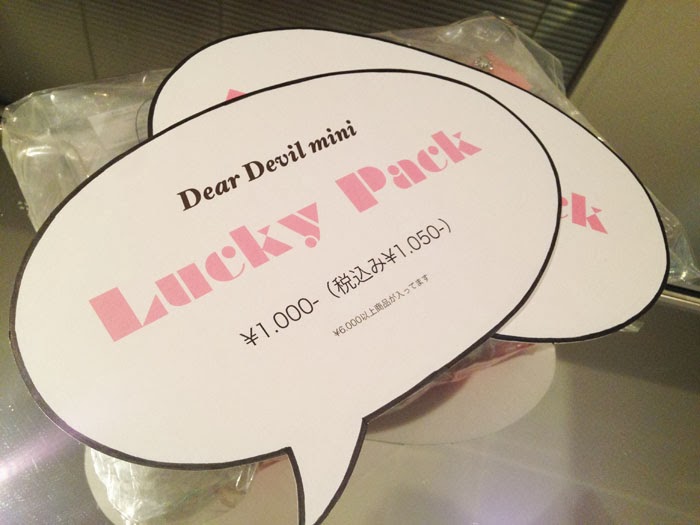 Dear Devil mini
Lucky Pack
¥1.000-（税込み¥1.050-）
¥6.000以上商品が入ってます
ck